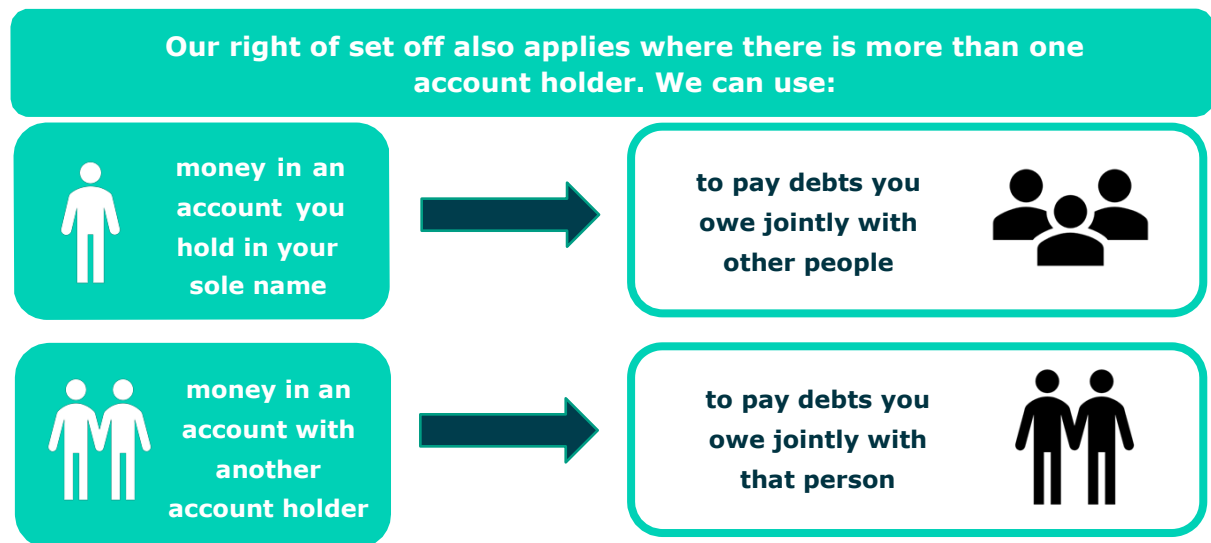 Our right of set off also applies where there is more than one
account holder. We can use:
money in an
account you
hold in your
sole name
to pay debts you
owe jointly with
other people
money in an
account with
another
account holder
to pay debts you
owe jointly with
that person